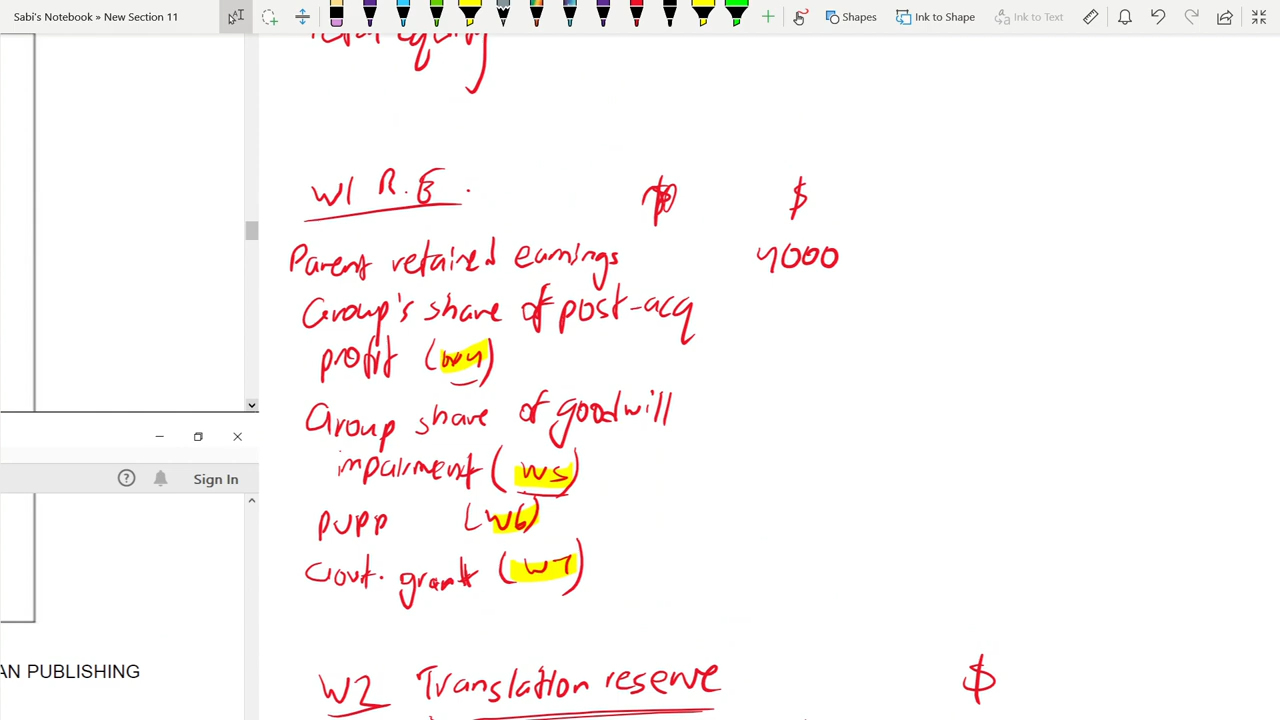 Sabi's Notebook » New Section 11
Shapes
Ink to Shape
Ink to Text
Total equity
W1 R.E.
$
Parent retained earnings 4000
Group's share of post-acq
profit (W4)
Group share of goodwill
impairment (W5)
PUPP (W6)
Govt. grant (W7)
Sign In
AN PUBLISHING
W2 Translation reserve $